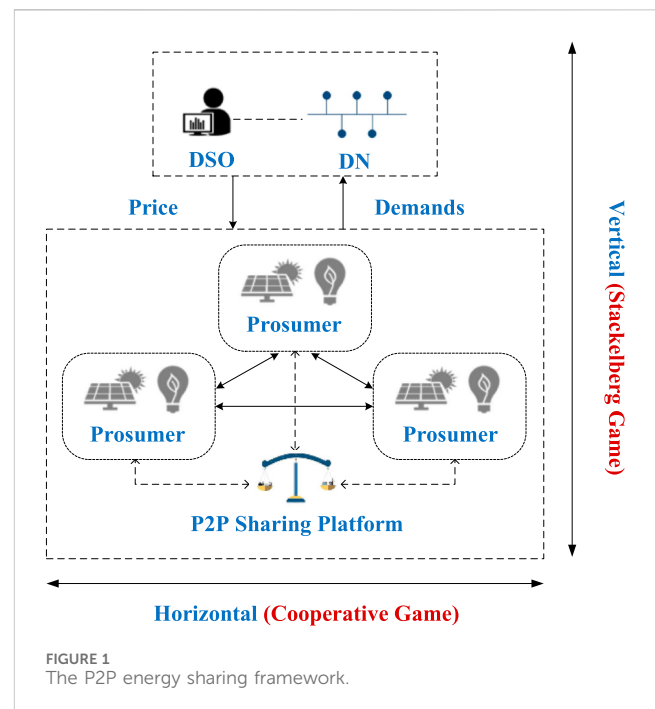 DSO DN
Price Demands
Prosumer
Prosumer Prosumer
P2P Sharing Platform
Vertical (Stackelberg Game)
Horizontal (Cooperative Game)
FIGURE 1
The P2P energy sharing framework.